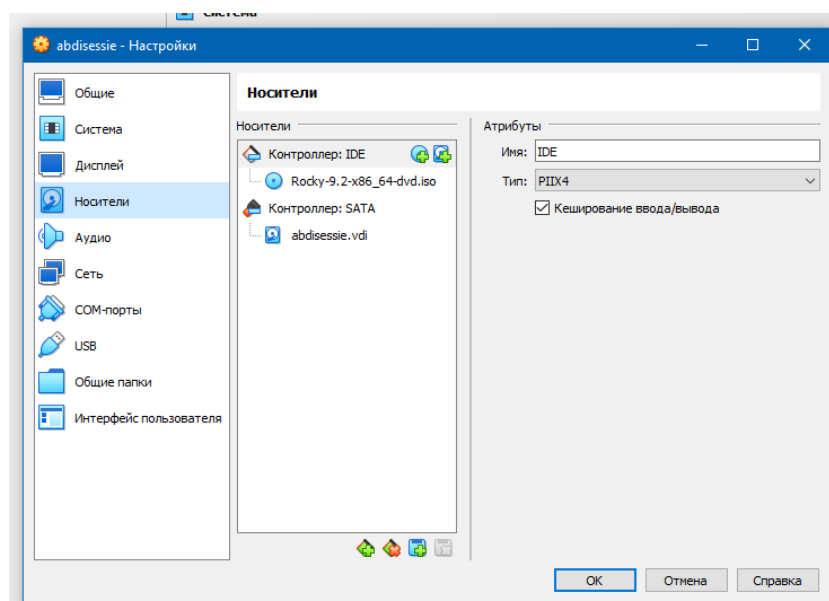 Система
abdisessie - Настройки
Общие
Система
Дисплей
Носители
Аудио
Сеть
COM-порты
USB
Общие папки
Интерфейс пользователя
Носители
Носители
Контроллер: IDE
Rocky-9.2-x86_64-dvd.iso
Контроллер: SATA
abdisessie.vdi
Атрибуты
Имя: IDE
Тип: PIIX4
Кеширование ввода/вывода
OK Отмена Справка